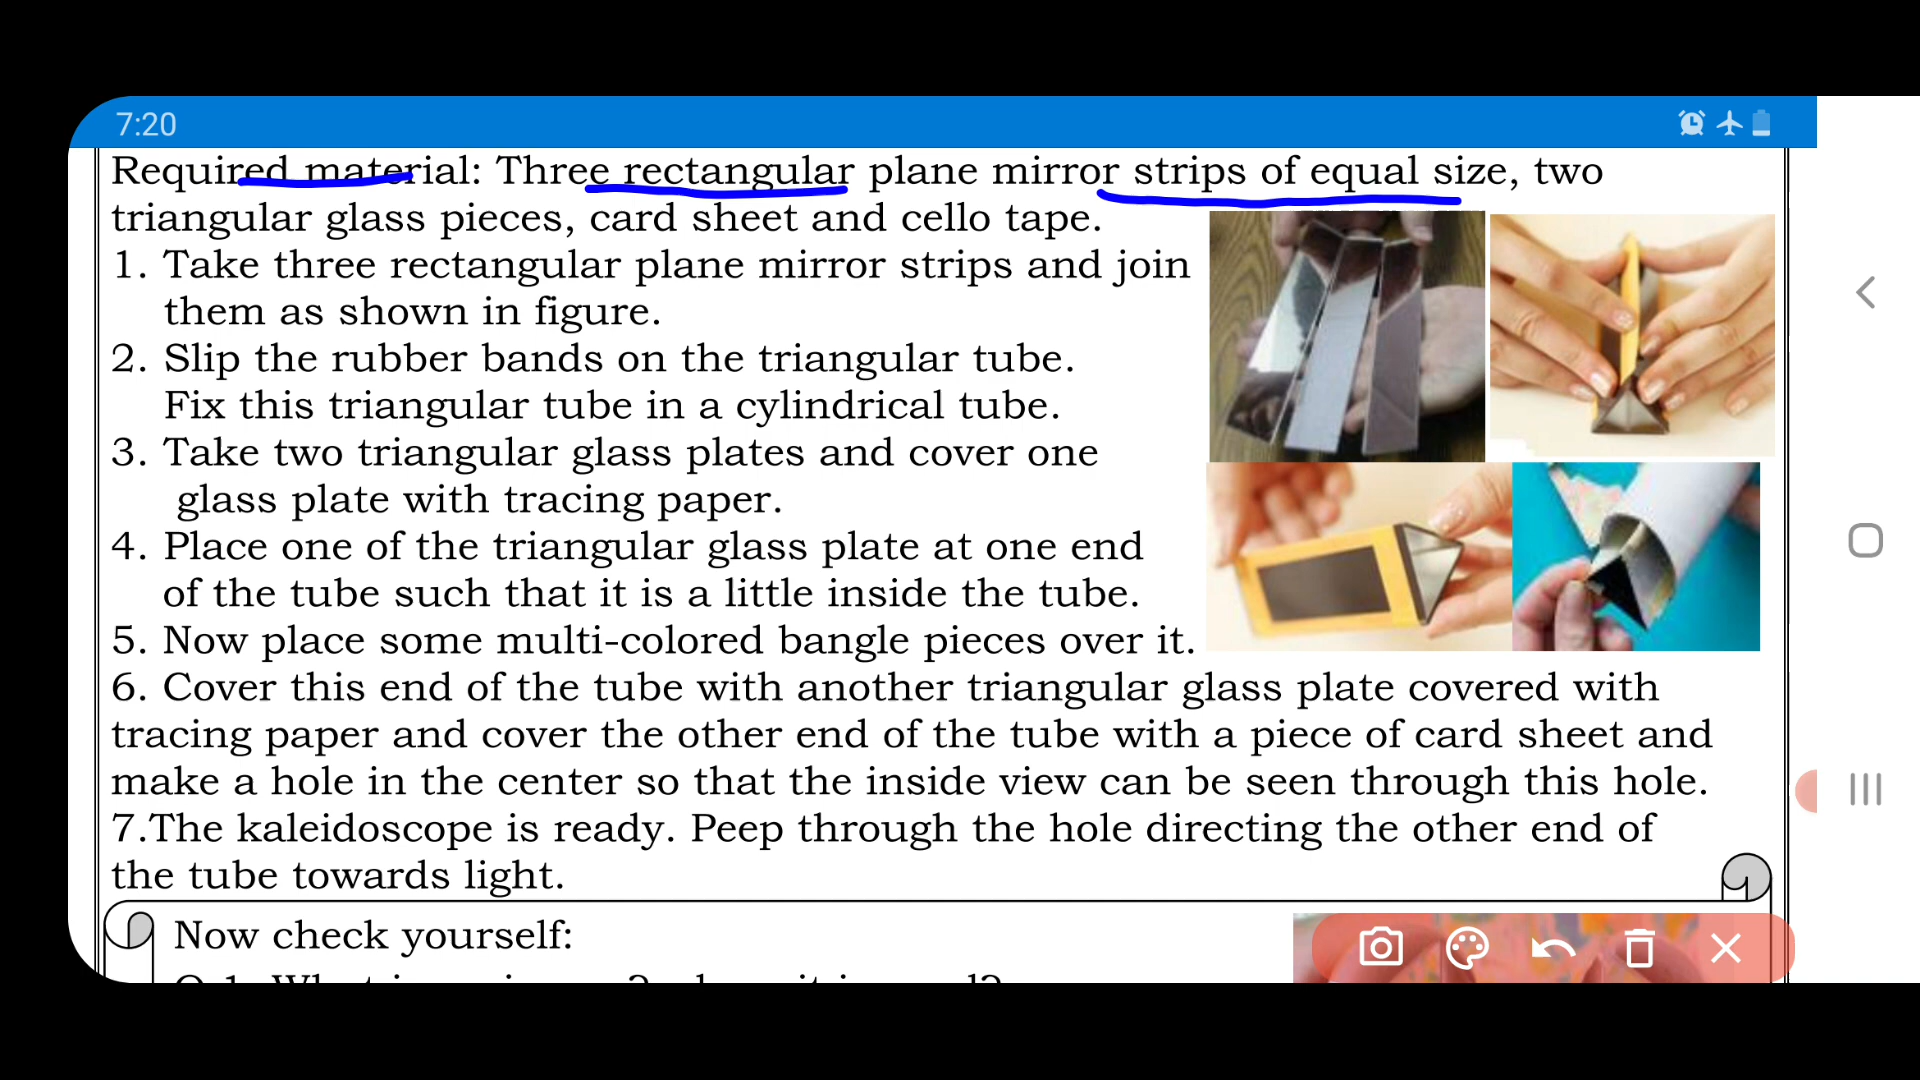 7:20
Required material: Three rectangular plane mirror strips of equal size, two
triangular glass pieces, card sheet and cello tape.
1. Take three rectangular plane mirror strips and join
them as shown in figure.
2. Slip the rubber bands on the triangular tube.
Fix this triangular tube in a cylindrical tube.
3. Take two triangular glass plates and cover one
glass plate with tracing paper.
4. Place one of the triangular glass plate at one end
of the tube such that it is a little inside the tube.
5. Now place some multi-colored bangle pieces over it.
6. Cover this end of the tube with another triangular glass plate covered with
tracing paper and cover the other end of the tube with a piece of card sheet and
make a hole in the center so that the inside view can be seen through this hole.
7.The kaleidoscope is ready. Peep through the hole directing the other end of
the tube towards light.
Now check yourself: